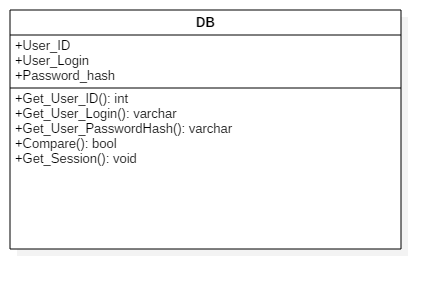 DB
+User_ID
+User_Login
+Password_hash
+Get_User_ID(): int
+Get_User_Login(): varchar
+Get_User_PasswordHash(): varchar
+Compare(): bool
+Get_Session(): void